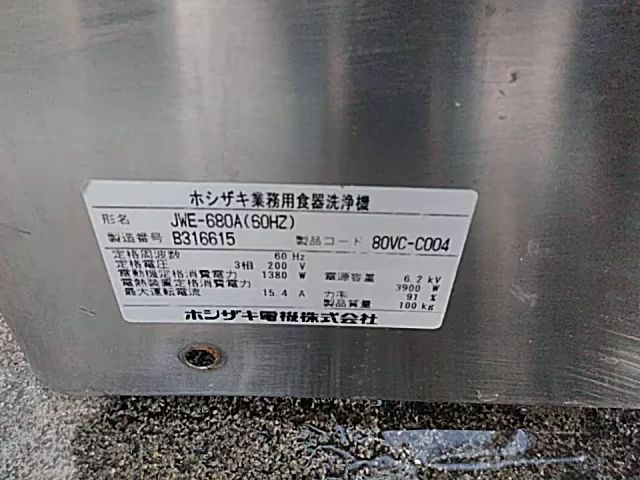 ホシザキ業務用食器洗浄機
形名 JWE-680A(60HZ)
製造番号 B316615 製品コード 80VC-C004
定格周波数 60 Hz
定格電圧 3相 200 V
電動機定格消費電力 1380 W 電源容量 6.2 kV
電熱装置定格消費電力 3900 W
最大運転電流 15.4 A 力率 91 %
製品質量 100 kg
ホシザキ電機株式会社